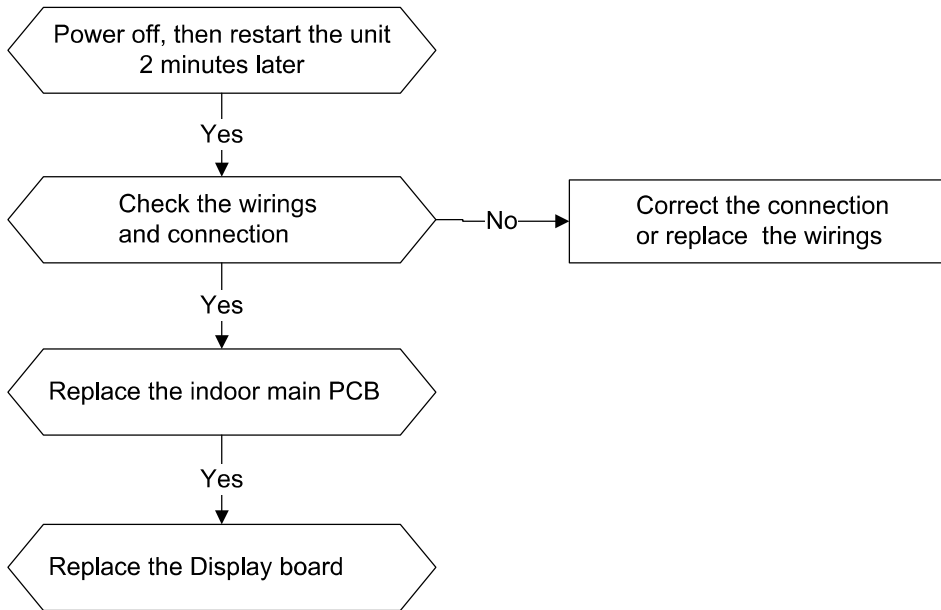 Power off, then restart the unit
2 minutes later
Yes
Check the wirings
and connection
No
Correct the connection
or replace the wirings
Yes
Replace the indoor main PCB
Yes
Replace the Display board